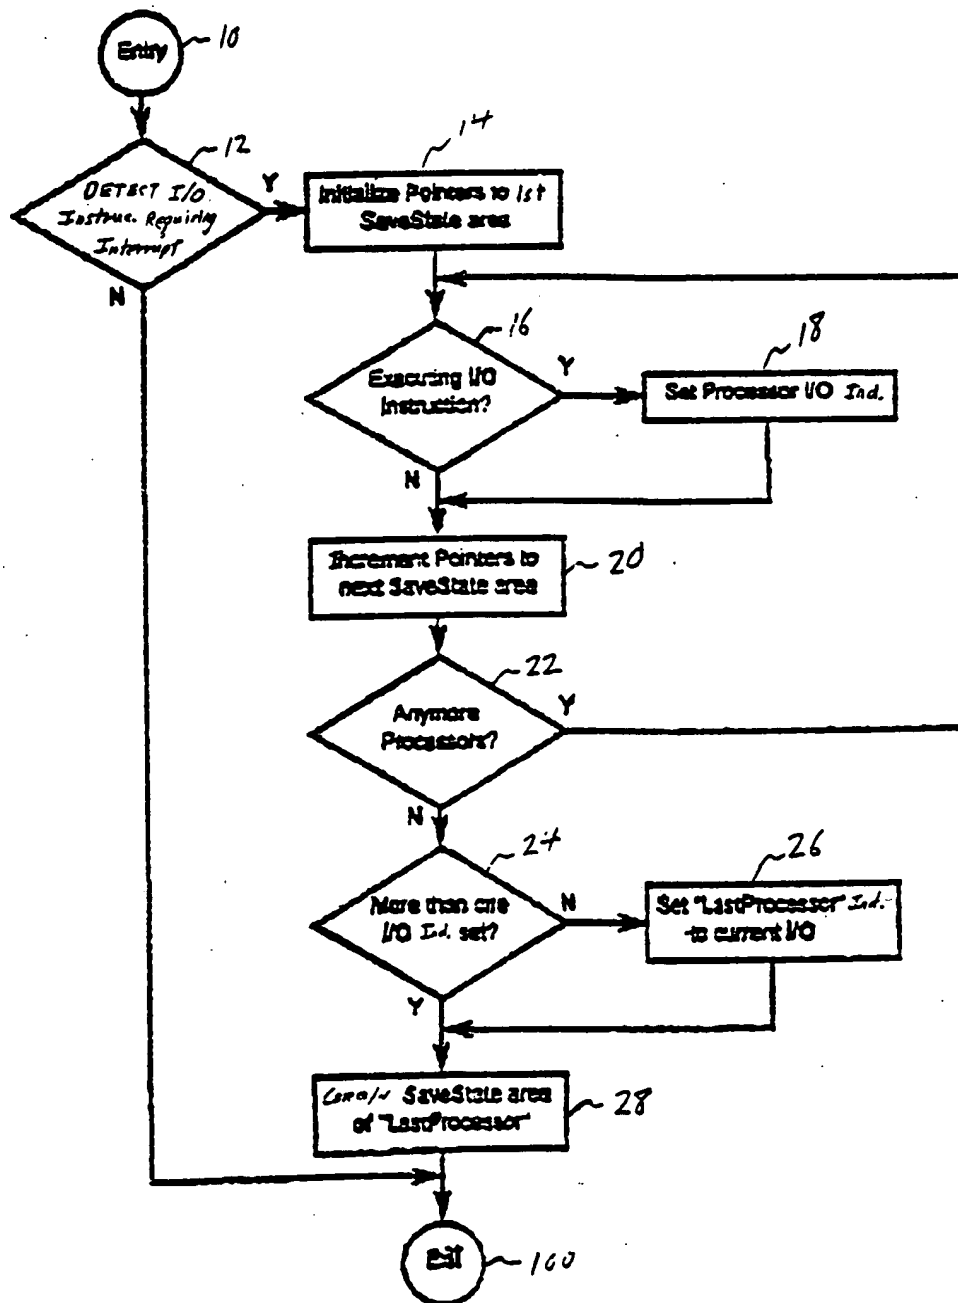 Entry
10
12
DETECT I/O
Instruc. Requiring
Interrupt
Y
N
14
Initialize Pointers to 1st
SaveState area
16
Executing I/O
Instruction?
Y
N
18
Set Processor I/O Ind.
Increment Pointers to
next SaveState area
20
22
Anymore
Processors?
Y
N
24
More than one
I/O Ind. set?
N
Y
26
Set "LastProcessor" Ind.
to current I/O
SaveState area
of "LastProcessor"
28
Exit
100